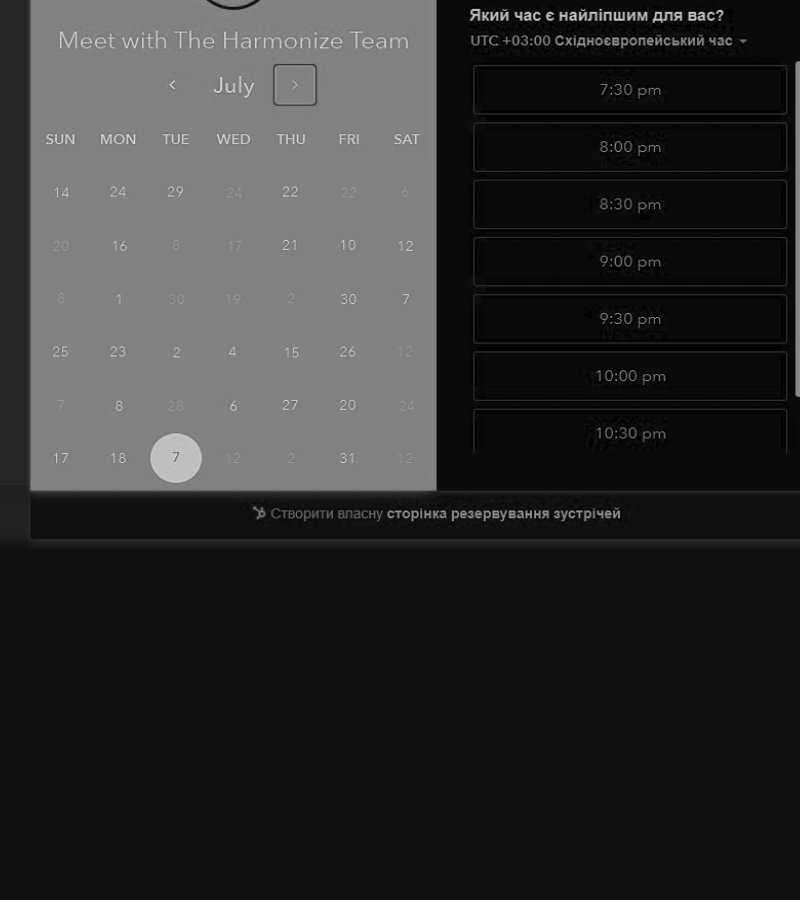 Meet with The Harmonize Team
July
SUN MON TUE WED THU FRI SAT
14 24 29 24 22 22 6
20 16 8 17 21 10 12
8 1 30 19 2 30 7
25 23 2 4 15 26 12
7 8 28 6 27 20 24
17 18 7 12 2 31 12
Який час є найліпшим для вас?
UTC +03:00 Східноєвропейський час
7:30 pm
8:00 pm
8:30 pm
9:00 pm
9:30 pm
10:00 pm
10:30 pm
Створити власну сторінка резервування зустрічей